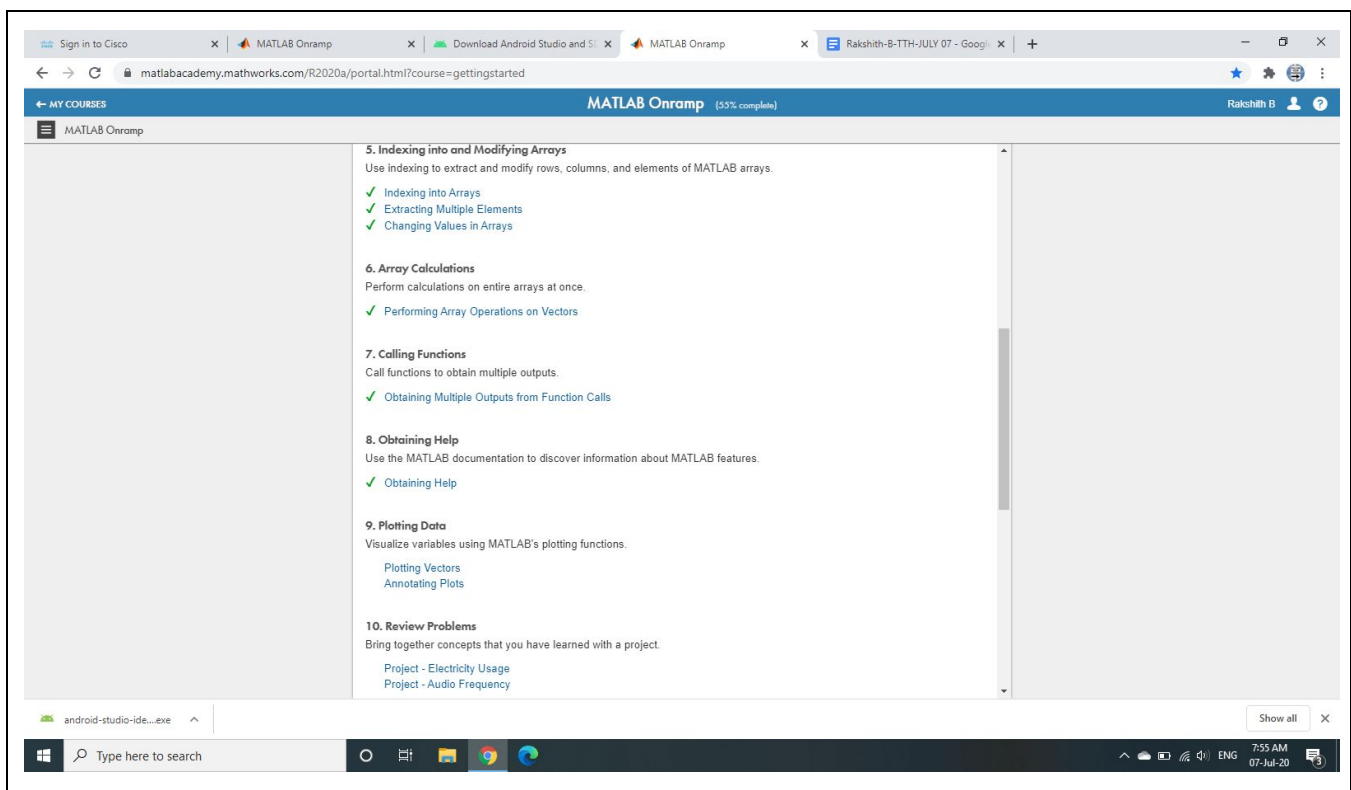 Sign in to Cisco
MATLAB Onramp
Download Android Studio and S
MATLAB Onramp
Rakshith-B-TTH-JULY 07 - Googl
matlabacademy.mathworks.com/R2020a/portal.html?course=gettingstarted
← MY COURSES
MATLAB Onramp (55% complete)
Rakshith B
MATLAB Onramp
5. Indexing into and Modifying Arrays
Use indexing to extract and modify rows, columns, and elements of MATLAB arrays.
✓ Indexing into Arrays
✓ Extracting Multiple Elements
✓ Changing Values in Arrays
6. Array Calculations
Perform calculations on entire arrays at once.
✓ Performing Array Operations on Vectors
7. Calling Functions
Call functions to obtain multiple outputs.
✓ Obtaining Multiple Outputs from Function Calls
8. Obtaining Help
Use the MATLAB documentation to discover information about MATLAB features.
✓ Obtaining Help
9. Plotting Data
Visualize variables using MATLAB's plotting functions.
Plotting Vectors
Annotating Plots
10. Review Problems
Bring together concepts that you have learned with a project.
Project - Electricity Usage
Project - Audio Frequency
android-studio-ide....exe
Show all
Type here to search
ENG
7:55 AM
07-Jul-20
3